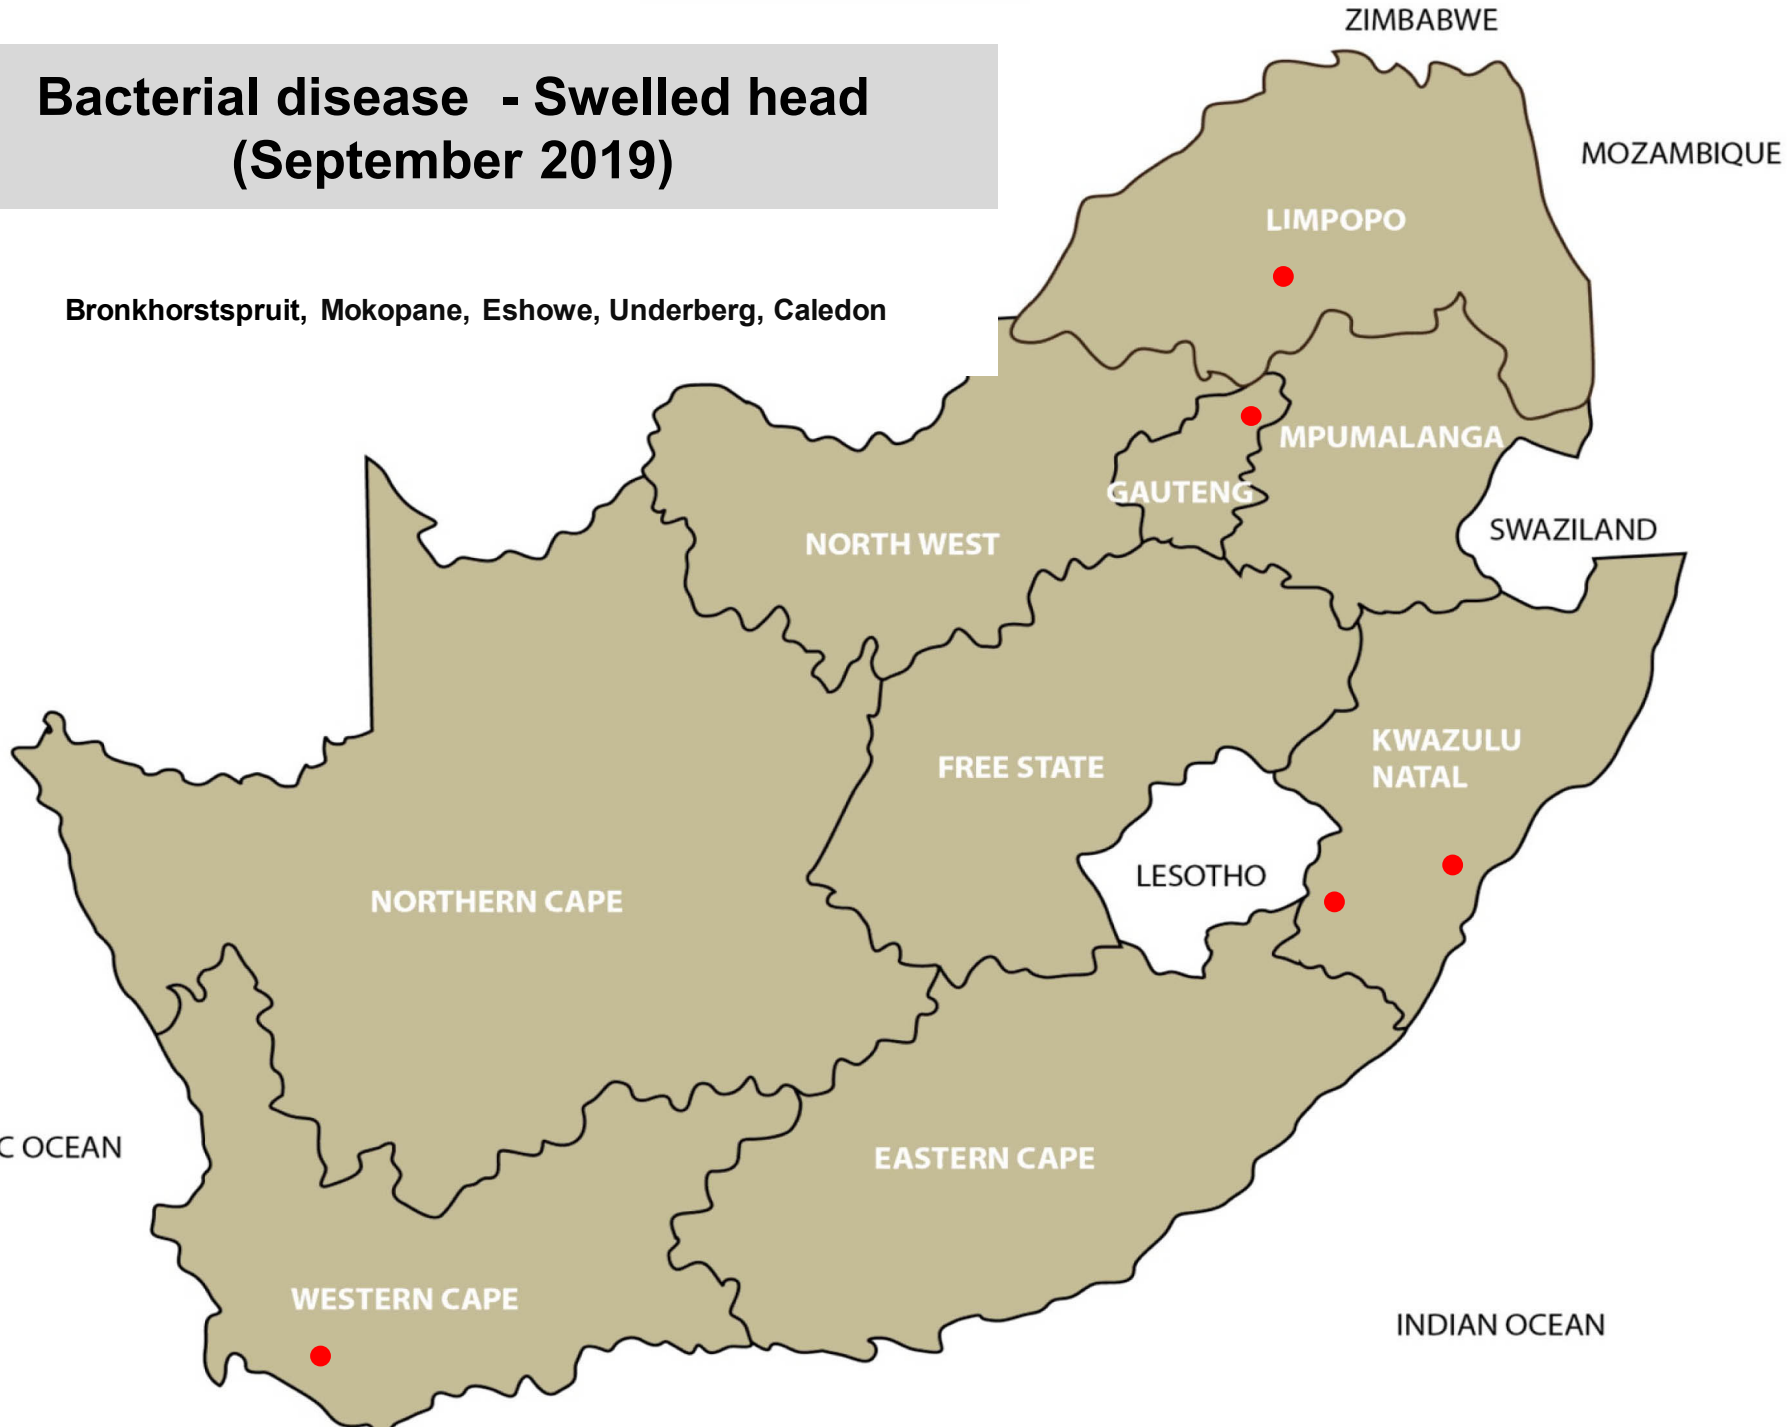 ZIMBABWE
Bacterial disease - Swelled head
(September 2019)
MOZAMBIQUE
LIMPOPO
Bronkhorstspruit, Mokopane, Eshowe, Underberg, Caledon
MPUMALANGA
GAUTENG
SWAZILAND
NORTH WEST
KWAZULU
NATAL
FREE STATE
LESOTHO
NORTHERN CAPE
C OCEAN
EASTERN CAPE
WESTERN CAPE
INDIAN OCEAN